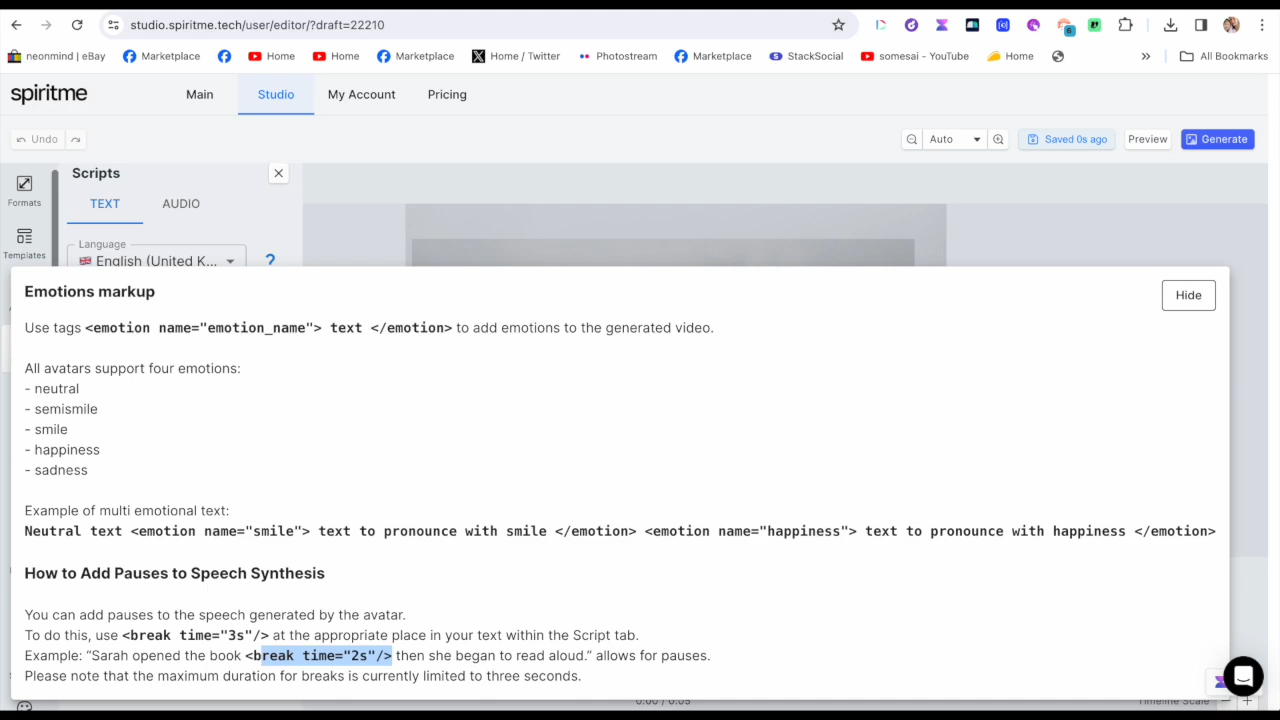 studio.spiritme.tech/user/editor/?draft=22210
6
neonmind | eBay
Marketplace
Home
Home
Marketplace
Home / Twitter
Photostream
Marketplace
StackSocial
somesai - YouTube
Home
»
All Bookmarks
spiritme
Main
Studio
My Account
Pricing
Undo
Auto
Saved 0s ago
Preview
Generate
Formats
Templates
Scripts
TEXT
AUDIO
Language
English (United K...
?
Emotions markup
Hide
Use tags <emotion name="emotion_name"> text </emotion> to add emotions to the generated video.
All avatars support four emotions:
- neutral
- semismile
- smile
- happiness
- sadness
Example of multi emotional text:
Neutral text <emotion name="smile"> text to pronounce with smile </emotion> <emotion name="happiness"> text to pronounce with happiness </emotion>
How to Add Pauses to Speech Synthesis
You can add pauses to the speech generated by the avatar.
To do this, use <break time="3s"/> at the appropriate place in your text within the Script tab.
Example: “Sarah opened the book <break time="2s"/> then she began to read aloud.” allows for pauses.
Please note that the maximum duration for breaks is currently limited to three seconds.
0:00 / 0:05
Timeline Scale